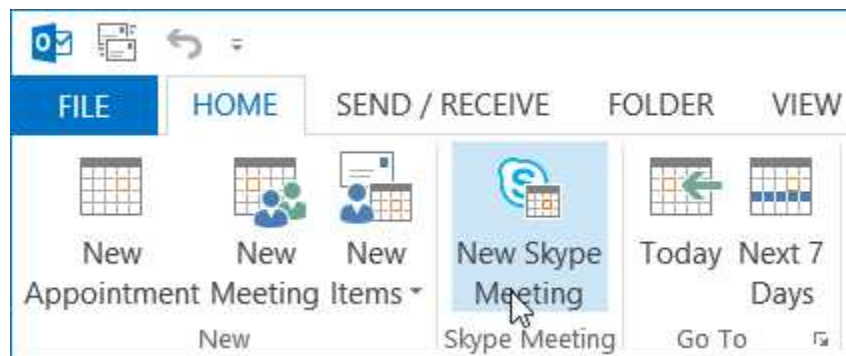 FILE HOME SEND / RECEIVE FOLDER VIEW
New Appointment New Meeting New Items New Skype Meeting Today Next 7 Days
New Skype Meeting Go To